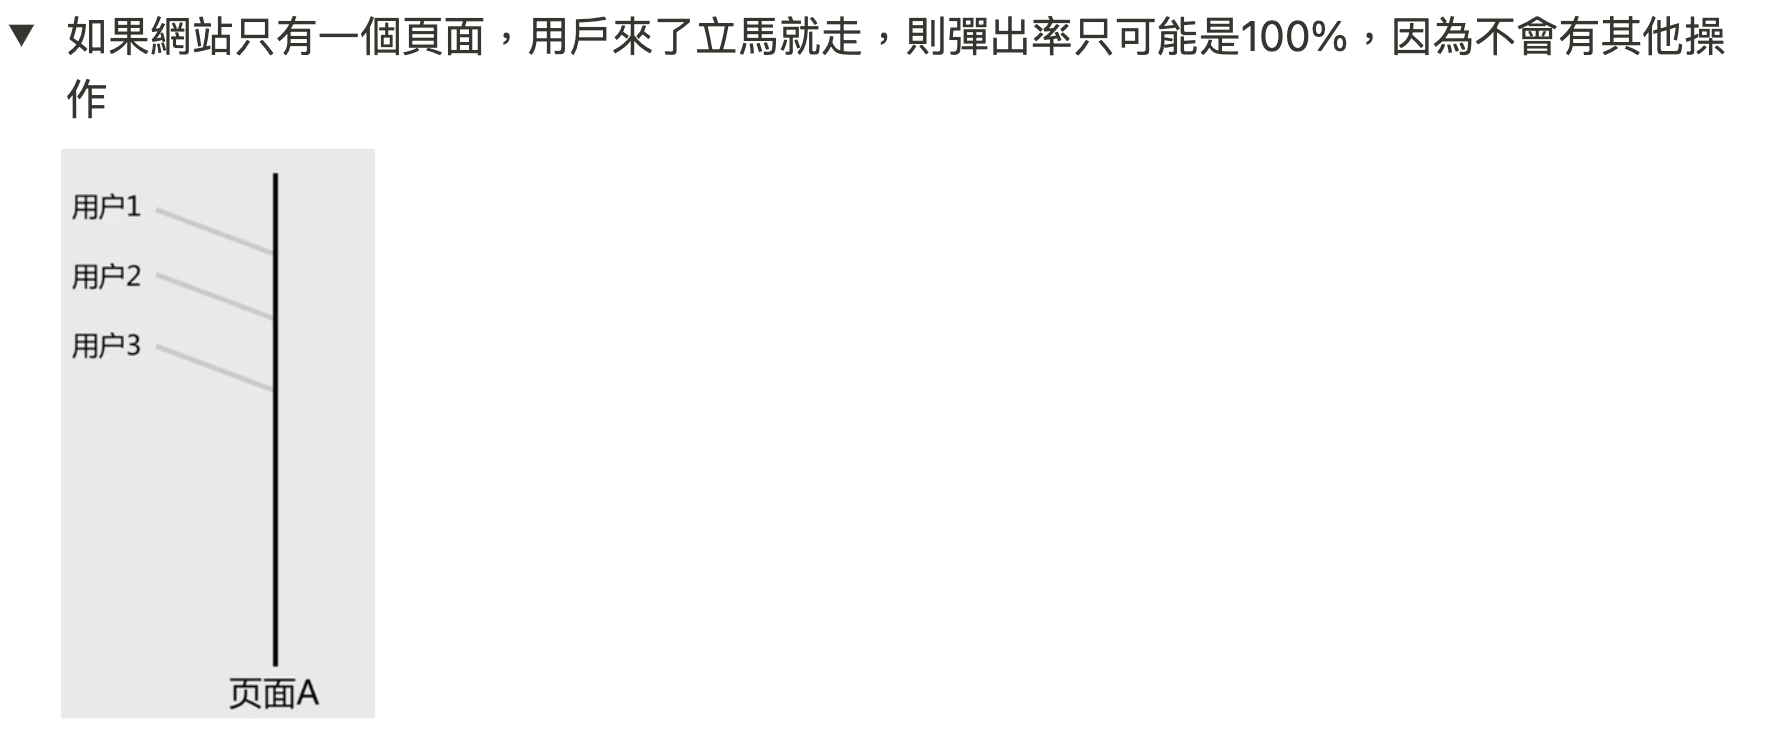 如果網站只有一個頁面，用戶來了立馬就走，則彈出率只可能是100%，因為不會有其他操
作
用户1
用户2
用户3
页面A